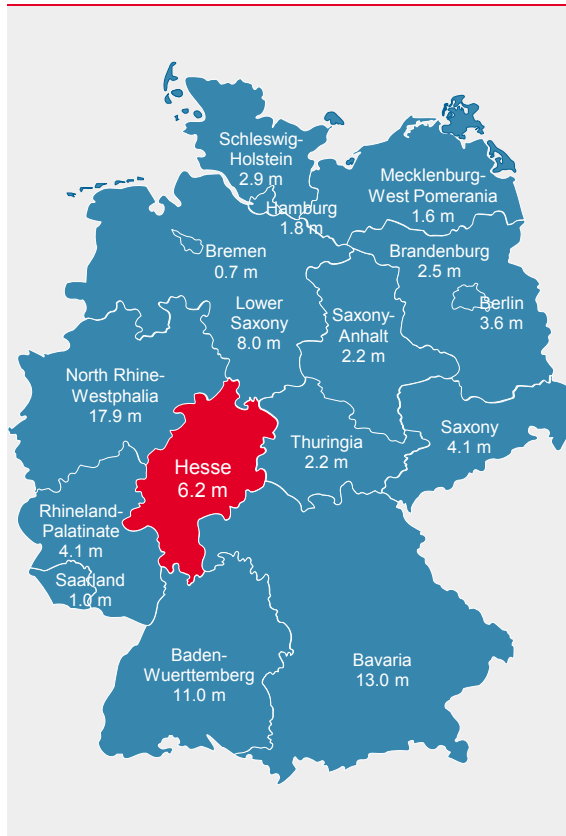 Schleswig-
Holstein
2.9 m
Mecklenburg-
West Pomerania
1.6 m
Hamburg
1.8 m
Bremen
0.7 m
Brandenburg
2.5 m
Berlin
3.6 m
Lower
Saxony
8.0 m
Saxony-
Anhalt
2.2 m
North Rhine-
Westphalia
17.9 m
Hesse
6.2 m
Thuringia
2.2 m
Saxony
4.1 m
Rhineland-
Palatinate
4.1 m
Saarland
1.0 m
Baden-
Wuerttemberg
11.0 m
Bavaria
13.0 m